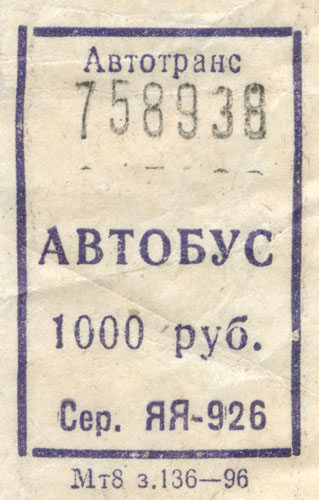 Автотранс
758938
АВТОБУС
1000 руб.
Сер. ЯЯ-926
Мт8 з.136—96